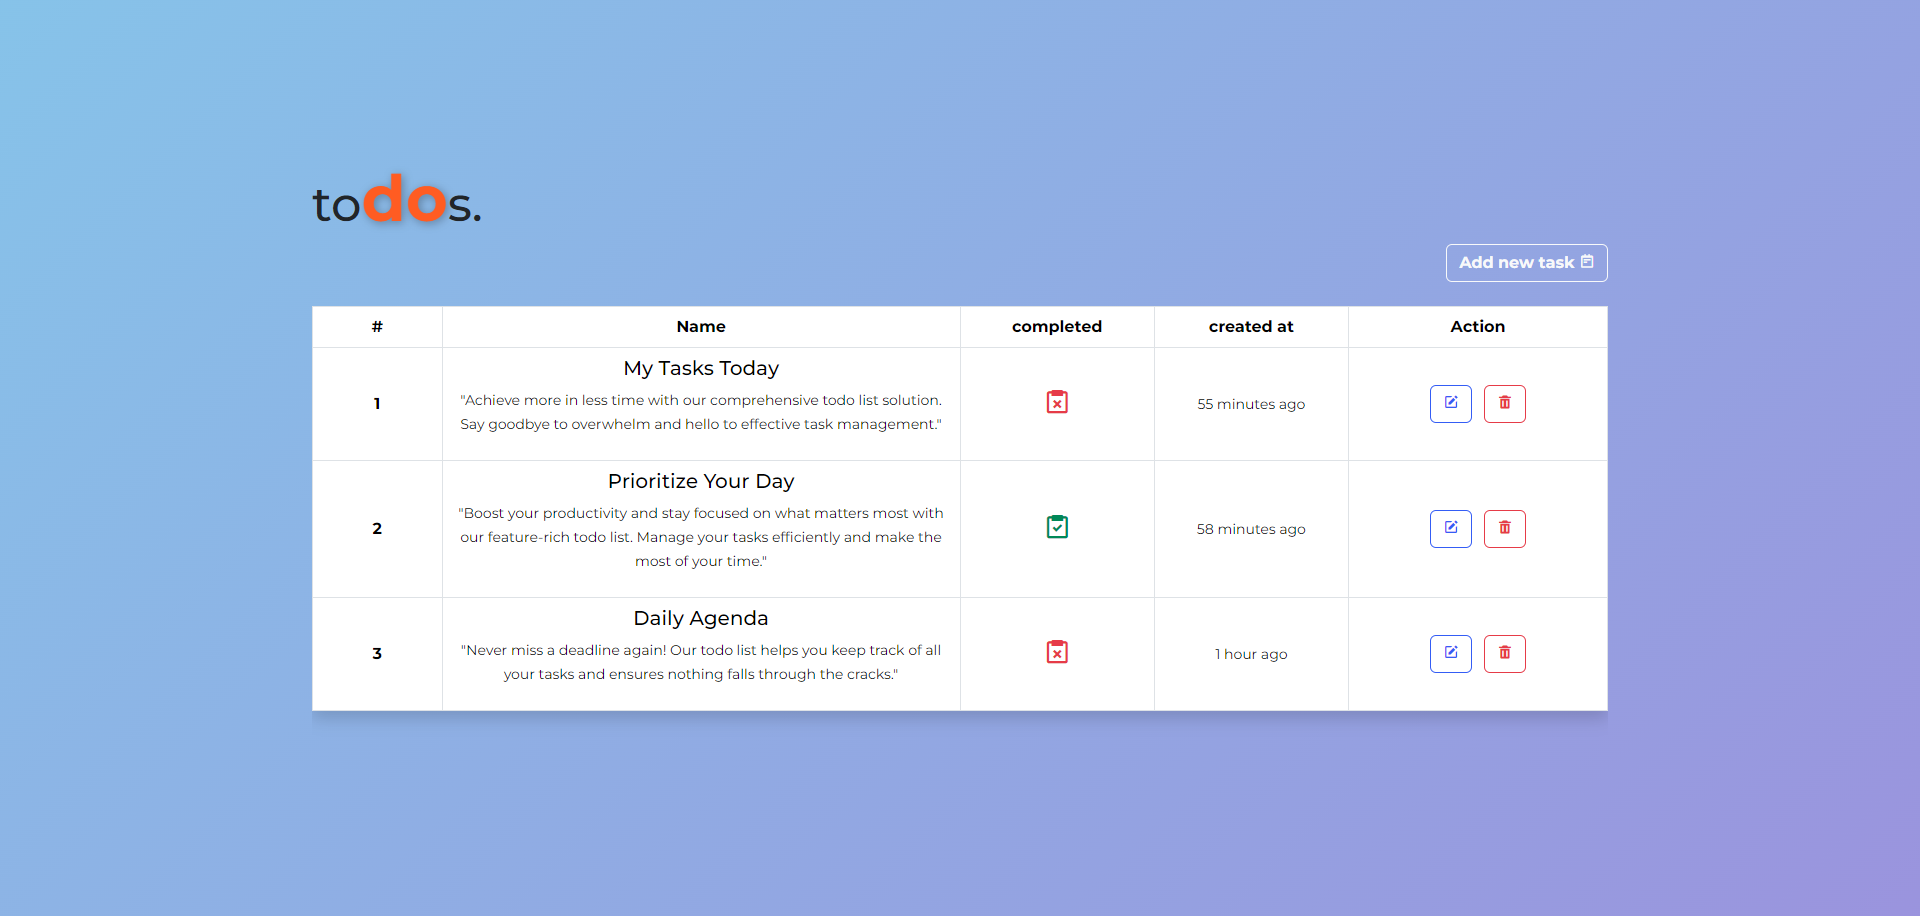 todos.
Add new task
# Name completed created at Action
My Tasks Today
"Achieve more in less time with our comprehensive todo list solution.
1 55 minutes ago
Say goodbye to overwhelm and hello to effective task management."
Prioritize Your Day
"Boost your productivity and stay focused on what matters most with
2 58 minutes ago
our feature-rich todo list. Manage your tasks efficiently and make the
most of your time."
Daily Agenda
"Never miss a deadline again! Our todo list helps you keep track of all
3 1 hour ago
your tasks and ensures nothing falls through the cracks."